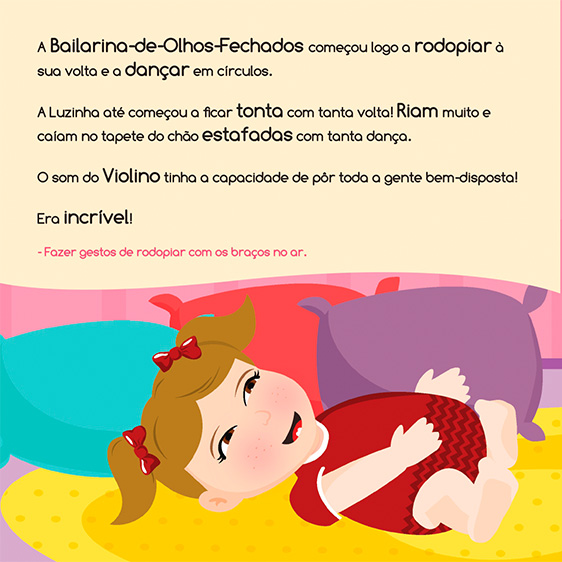 A Bailarina-de-Olhos-Fechados começou logo a rodopiar à
sua volta e a dançar em círculos.
A Luzinha até começou a ficar tonta com tanta volta! Riam muito e
caíam no tapete do chão estafadas com tanta dança.
O som do Violino tinha a capacidade de pôr toda a gente bem-disposta!
Era incrível!
- Fazer gestos de rodopiar com os braços no ar.